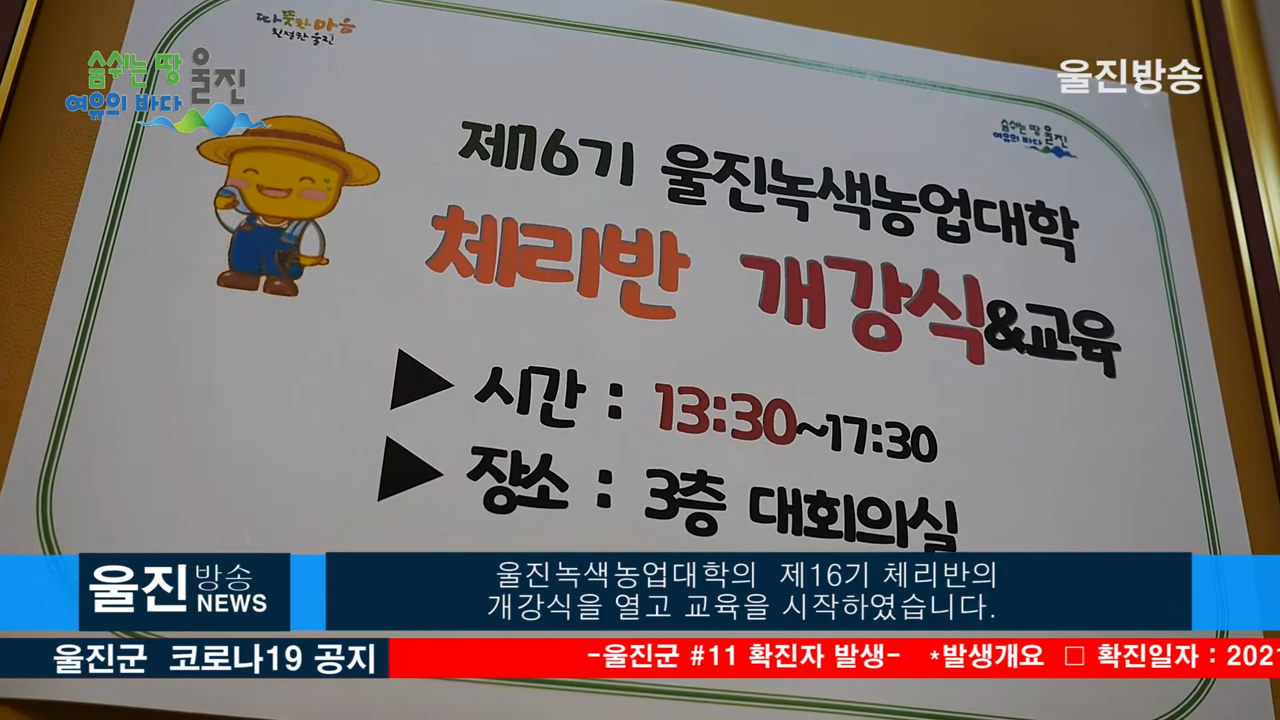 따뜻한 마음
친절한 울진
숨쉬는 땅 울진
여유의 바다
울진방송
숨쉬는 땅 울진
여유의 바다
제16기 울진녹색농업대학
체리반 개강식&교육
▶ 시간 : 13:30~17:30
▶ 장소 : 3층 대회의실
울진 방송 NEWS
울진녹색농업대학의 제16기 체리반의
개강식을 열고 교육을 시작하였습니다.
울진군 코로나19 공지
-울진군 #11 확진자 발생- *발생개요 □ 확진일자 : 2021